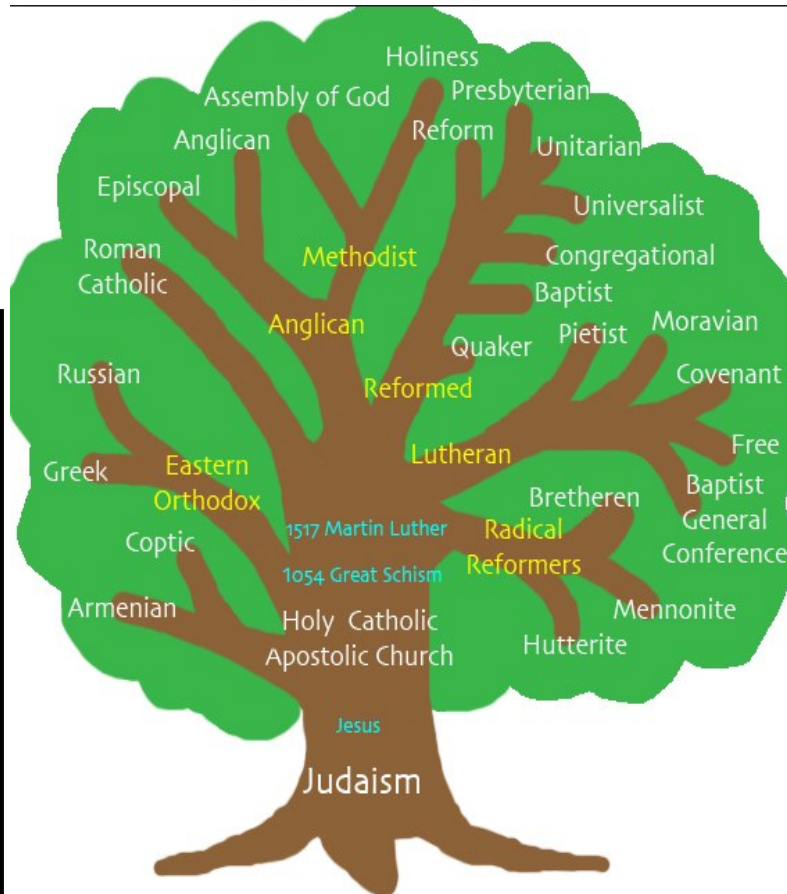 Holiness
Assembly of God
Presbyterian
Anglican
Reform
Unitarian
Episcopal
Universalist
Roman
Catholic
Methodist
Congregational
Baptist
Anglican
Pietist
Moravian
Quaker
Russian
Covenant
Reformed
Free
Lutheran
Greek
Eastern
Orthodox
Baptist
General
Conference
Bretheren
1517 Martin Luther
Radical
Reformers
Coptic
1054 Great Schism
Armenian
Holy Catholic
Apostolic Church
Mennonite
Hutterite
Jesus
Judaism